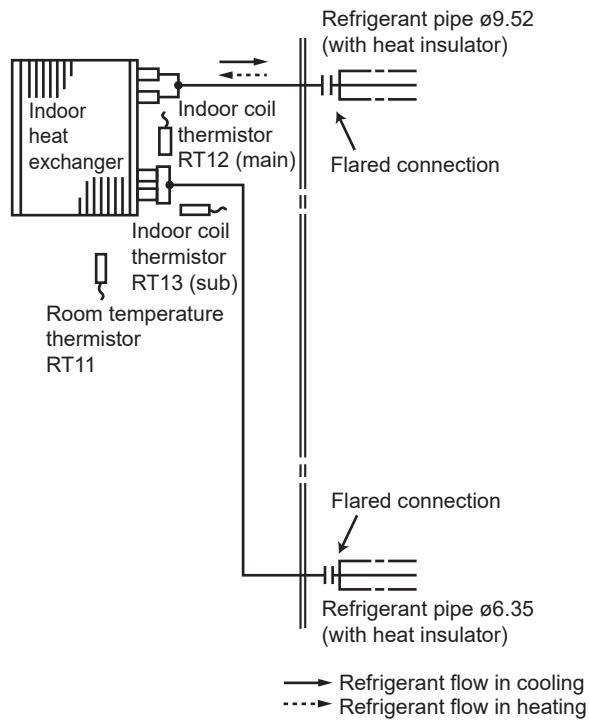 Refrigerant pipe ø9.52
(with heat insulator)
Indoor
heat
exchanger
Indoor coil
thermistor
RT12 (main)
Flared connection
Indoor coil
thermistor
RT13 (sub)
Room temperature
thermistor
RT11
Flared connection
Refrigerant pipe ø6.35
(with heat insulator)
Refrigerant flow in cooling
Refrigerant flow in heating